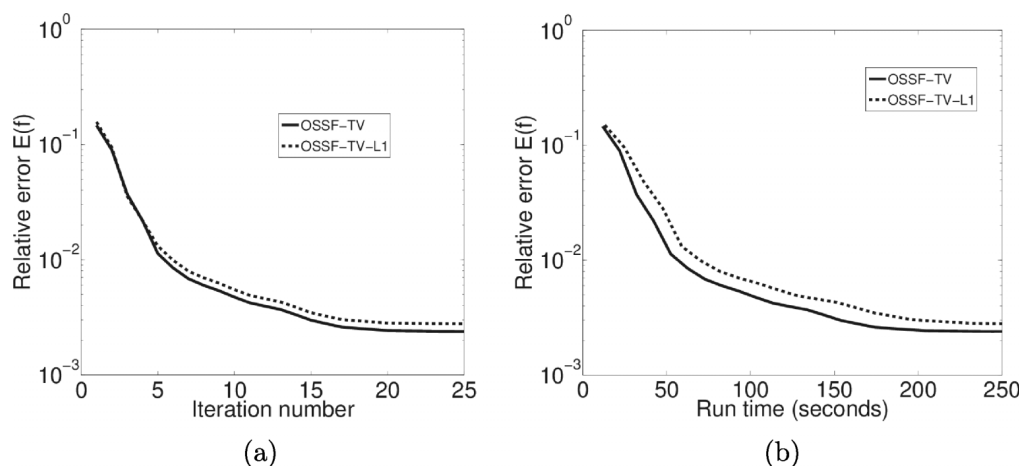 10^0
10^−1
10^−2
10^−3
Relative error E(f)
OSSF−TV
OSSF−TV−L1
0 5 10 15 20 25
Iteration number
(a)
10^0
10^−1
10^−2
10^−3
Relative error E(f)
OSSF−TV
OSSF−TV−L1
0 50 100 150 200 250
Run time (seconds)
(b)